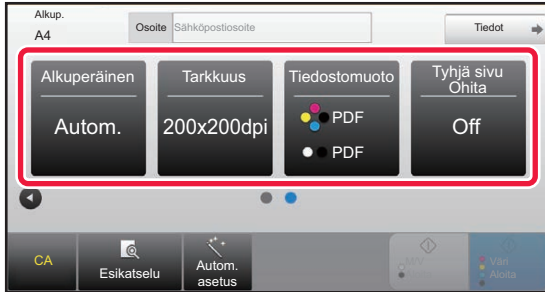 Alkup.
A4
Osoite
Sähköpostiosoite
Tiedot
Alkuperäinen
Autom.
Tarkkuus
200x200dpi
Tiedostomuoto
PDF
PDF
Tyhjä sivu
Ohita
Off
CA
Esikatselu
Autom.
asetus
M/V
Aloita
Väri
Aloita